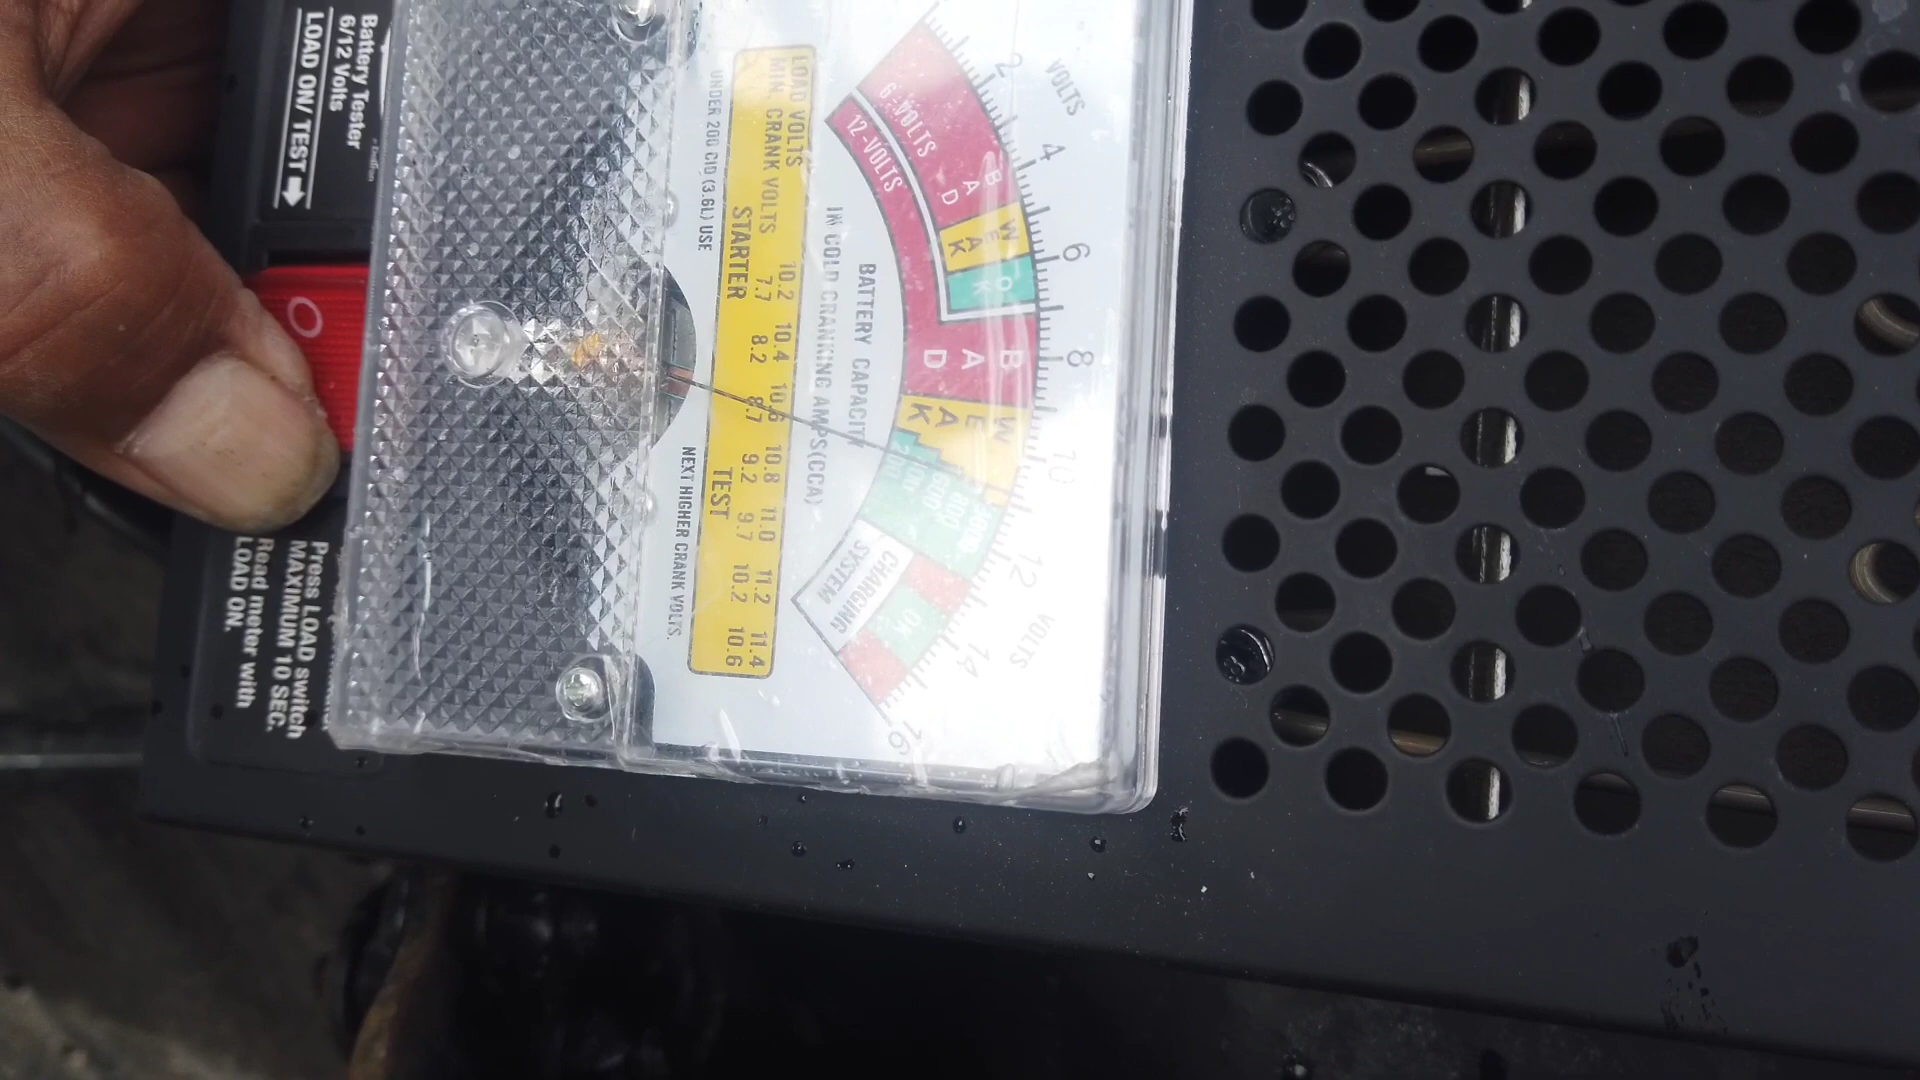 Battery Tester
6/12 Volts
LOAD ON/ TEST
Press LOAD switch
MAXIMUM 10 SEC.
Read meter with
LOAD ON.
VOLTS
2
4
6
8
10
12
14
16
VOLTS
6-VOLTS
BAD
WEAK
OK
12-VOLTS
BAD
WEAK
CHARGING
SYSTEM
OK
BATTERY CAPACITY
IN COLD CRANKING AMPS(CCA)
LOAD VOLTS 10.2 10.4 10.6 10.8 11.0 11.2 11.4
MIN. CRANK VOLTS 7.7 8.2 8.7 9.2 9.7 10.2 10.6
STARTER TEST
UNDER 200 CID (3.6L) USE NEXT HIGHER CRANK VOLTS.